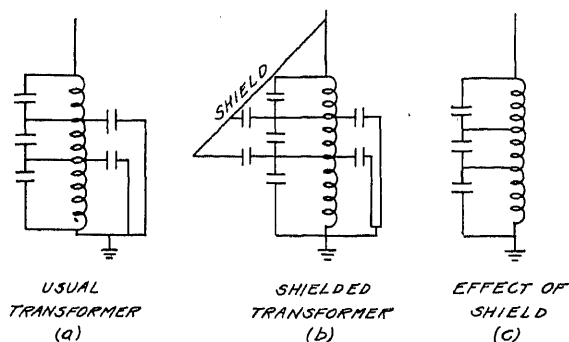 SHIELD
USUAL
TRANSFORMER
(a)
SHIELDED
TRANSFORMER
(b)
EFFECT OF
SHIELD
(c)